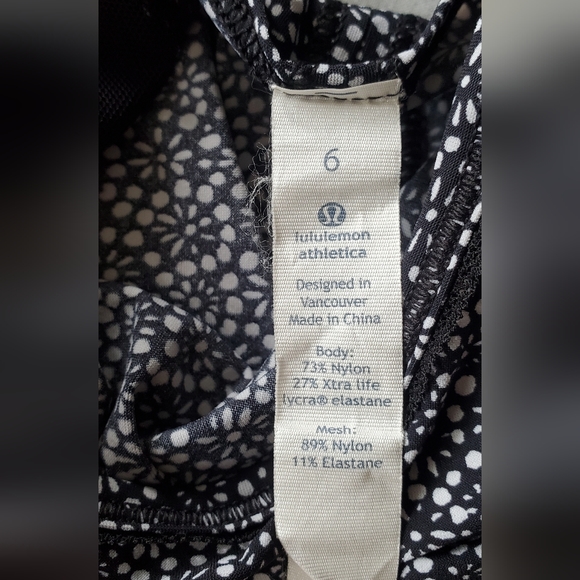 6
lululemon
athletica
Designed in
Vancouver
Made in China
Body:
73% Nylon
27% Xtra life
lycra® elastane
Mesh:
89% Nylon
11% Elastane